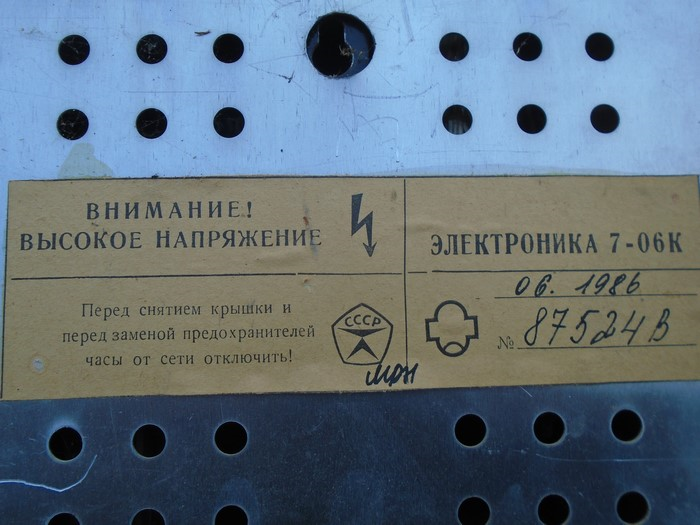 ВНИМАНИЕ!
ВЫСОКОЕ НАПРЯЖЕНИЕ
Перед снятием крышки и
перед заменой предохранителей
часы от сети отключить!
СССР
ЭЛЕКТРОНИКА 7-06К
06. 1986
№ 87524В